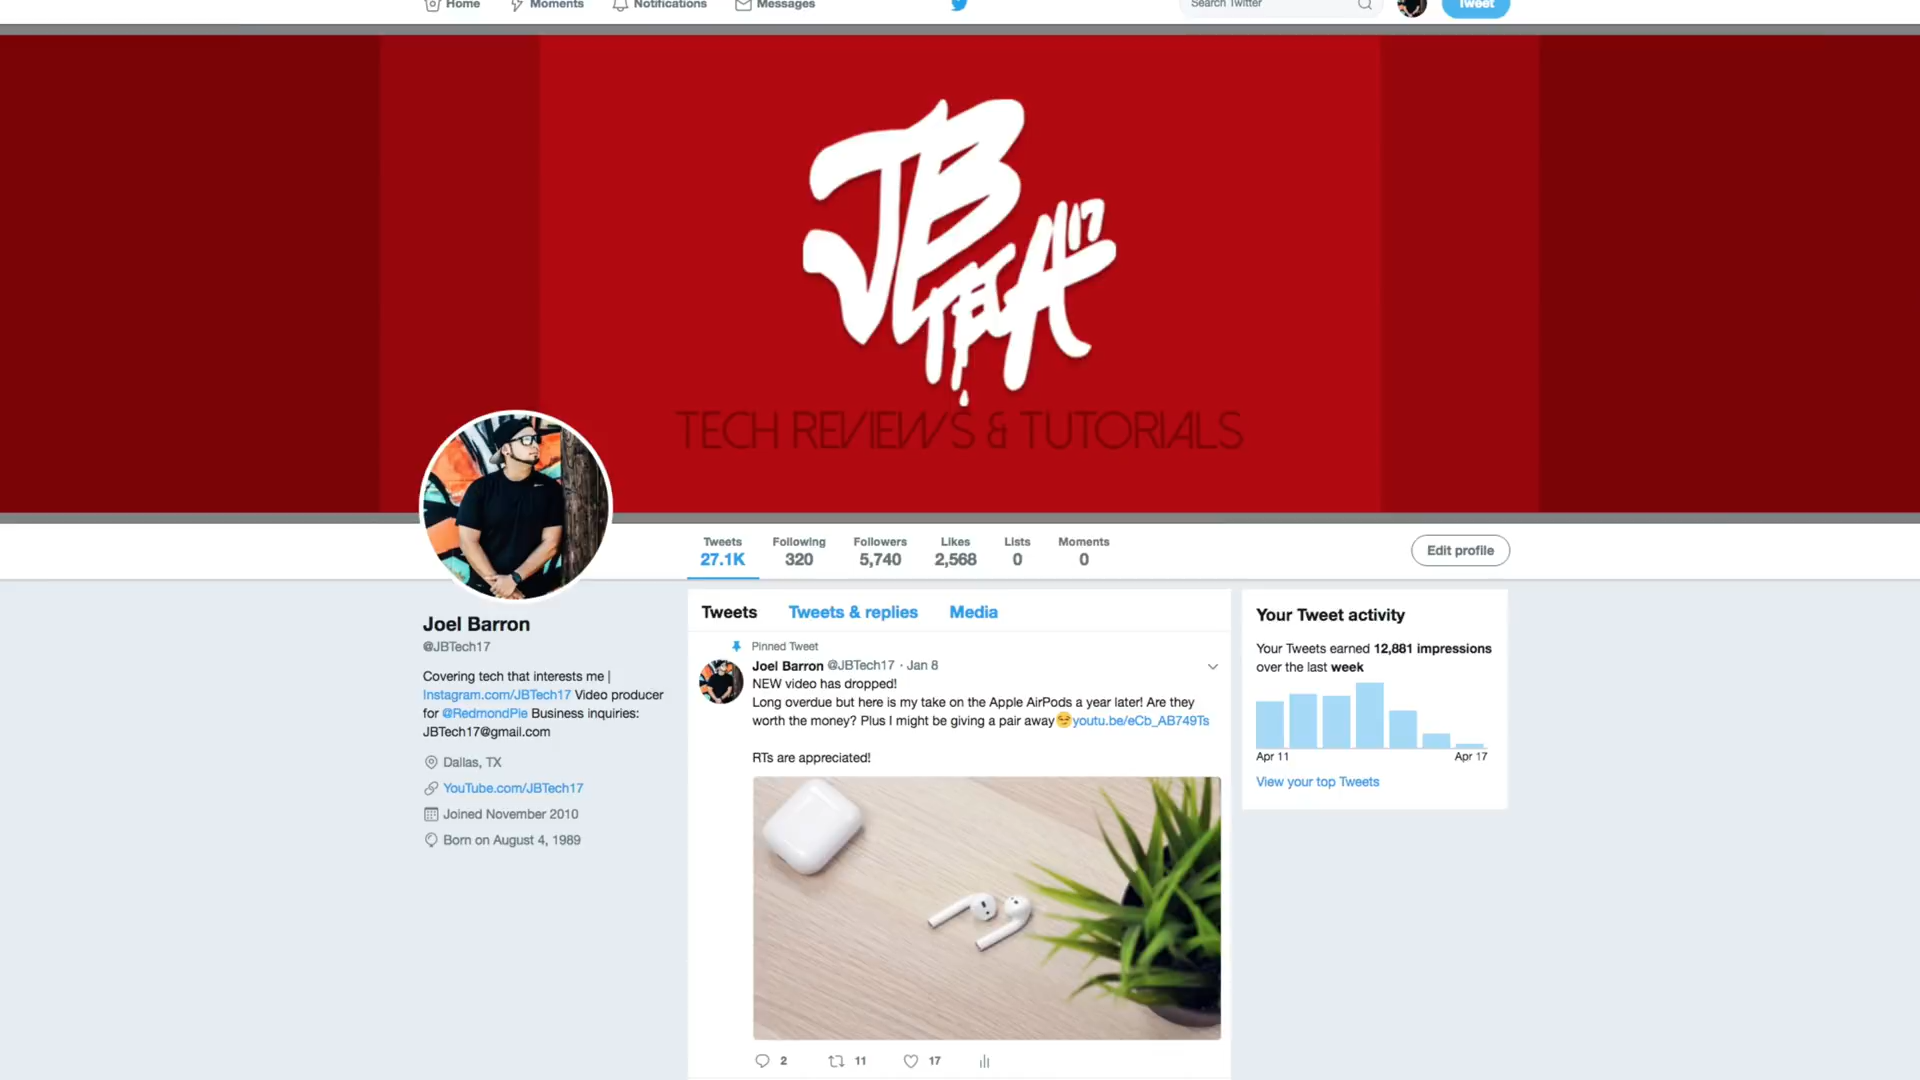 Home Moments Notifications Messages Search Twitter Tweet
JB
TECH17
TECH REVIEWS & TUTORIALS
Tweets Following Followers Likes Lists Moments
27.1K 320 5,740 2,568 0 0
Edit profile
Joel Barron
@JBTech17
Covering tech that interests me |
Instagram.com/JBTech17 Video producer
for @RedmondPie Business inquiries:
JBTech17@gmail.com
Dallas, TX
YouTube.com/JBTech17
Joined November 2010
Born on August 4, 1989
Tweets Tweets & replies Media
Pinned Tweet
Joel Barron @JBTech17 · Jan 8
NEW video has dropped!
Long overdue but here is my take on the Apple AirPods a year later! Are they
worth the money? Plus I might be giving a pair away😏youtu.be/eCb_AB749Ts
RTs are appreciated!
2 11 17
Your Tweet activity
Your Tweets earned 12,881 impressions
over the last week
Apr 11 Apr 17
View your top Tweets